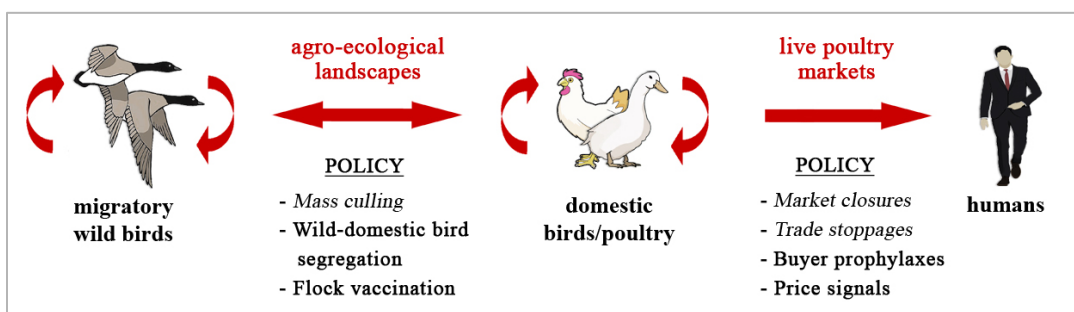 agro-ecological
landscapes
live poultry
markets
POLICY
- Mass culling
- Wild-domestic bird
segregation
- Flock vaccination
POLICY
- Market closures
- Trade stoppages
- Buyer prophylaxes
- Price signals
migratory
wild birds
domestic
birds/poultry
humans